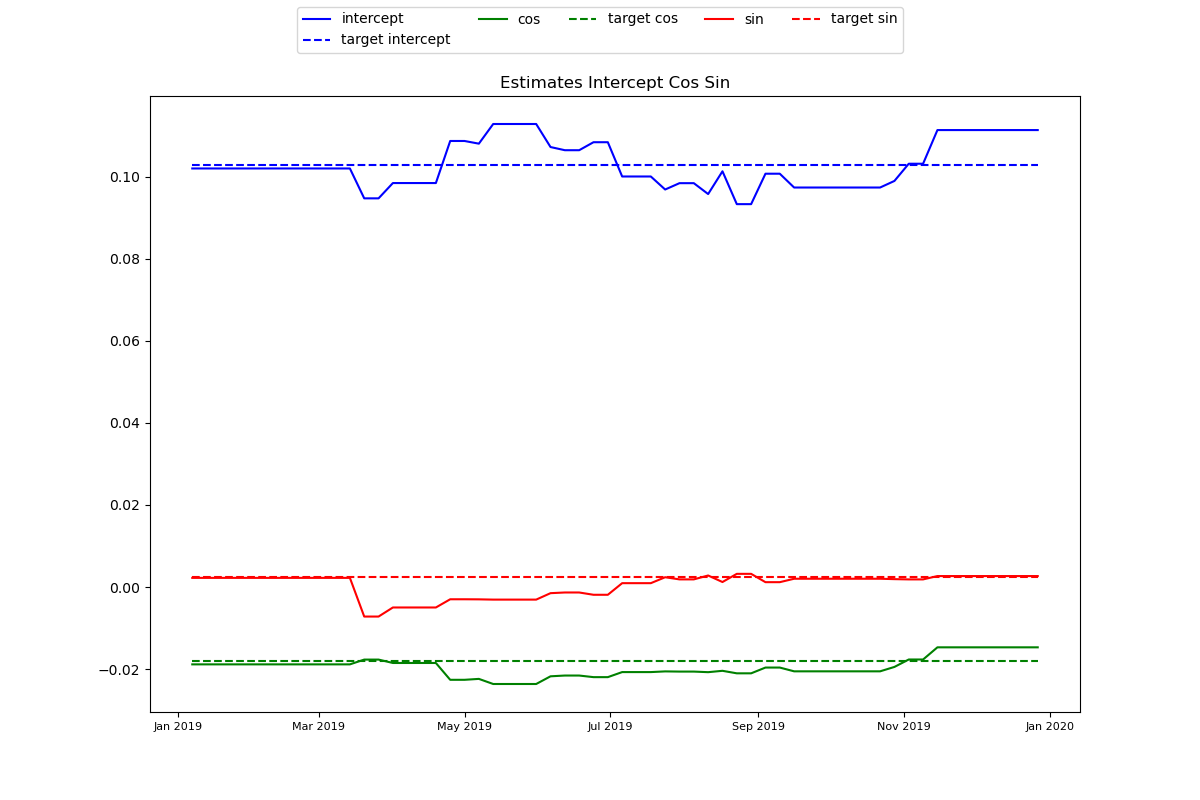 intercept cos target cos sin target sin
target intercept
Estimates Intercept Cos Sin
0.10
0.08
0.06
0.04
0.02
0.00
−0.02
Jan 2019 Mar 2019 May 2019 Jul 2019 Sep 2019 Nov 2019 Jan 2020